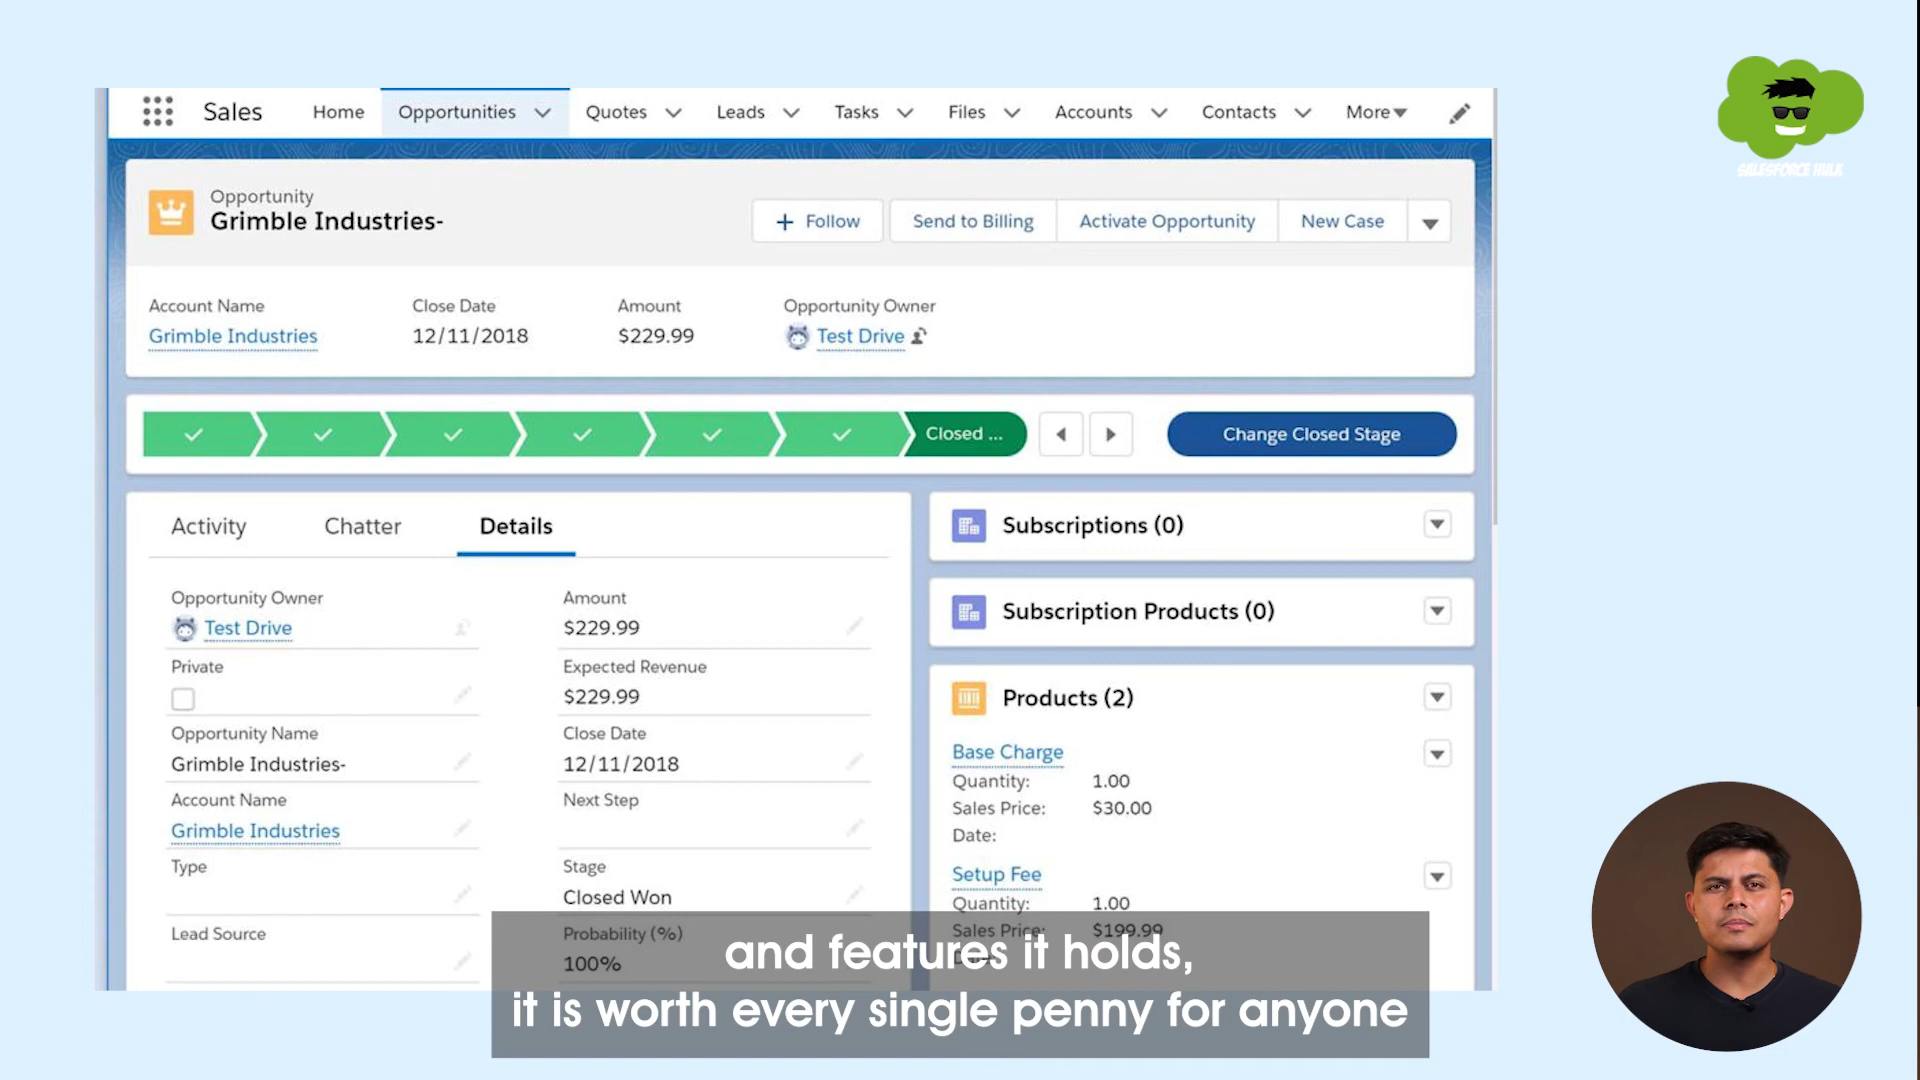 Sales Home Opportunities Quotes Leads Tasks Files Accounts Contacts More
SALESFORCE HULK
Opportunity
Grimble Industries-
+ Follow Send to Billing Activate Opportunity New Case
Account Name Close Date Amount Opportunity Owner
Grimble Industries 12/11/2018 $229.99 Test Drive
Closed ... Change Closed Stage
Activity Chatter Details
Opportunity Owner
Test Drive
Private
Opportunity Name
Grimble Industries-
Account Name
Grimble Industries
Type
Lead Source
Amount
$229.99
Expected Revenue
$229.99
Close Date
12/11/2018
Next Step
Stage
Closed Won
Probability (%)
100%
Subscriptions (0)
Subscription Products (0)
Products (2)
Base Charge
Quantity: 1.00
Sales Price: $30.00
Date:
Setup Fee
Quantity: 1.00
Sales Price: $199.99
and features it holds,
it is worth every single penny for anyone